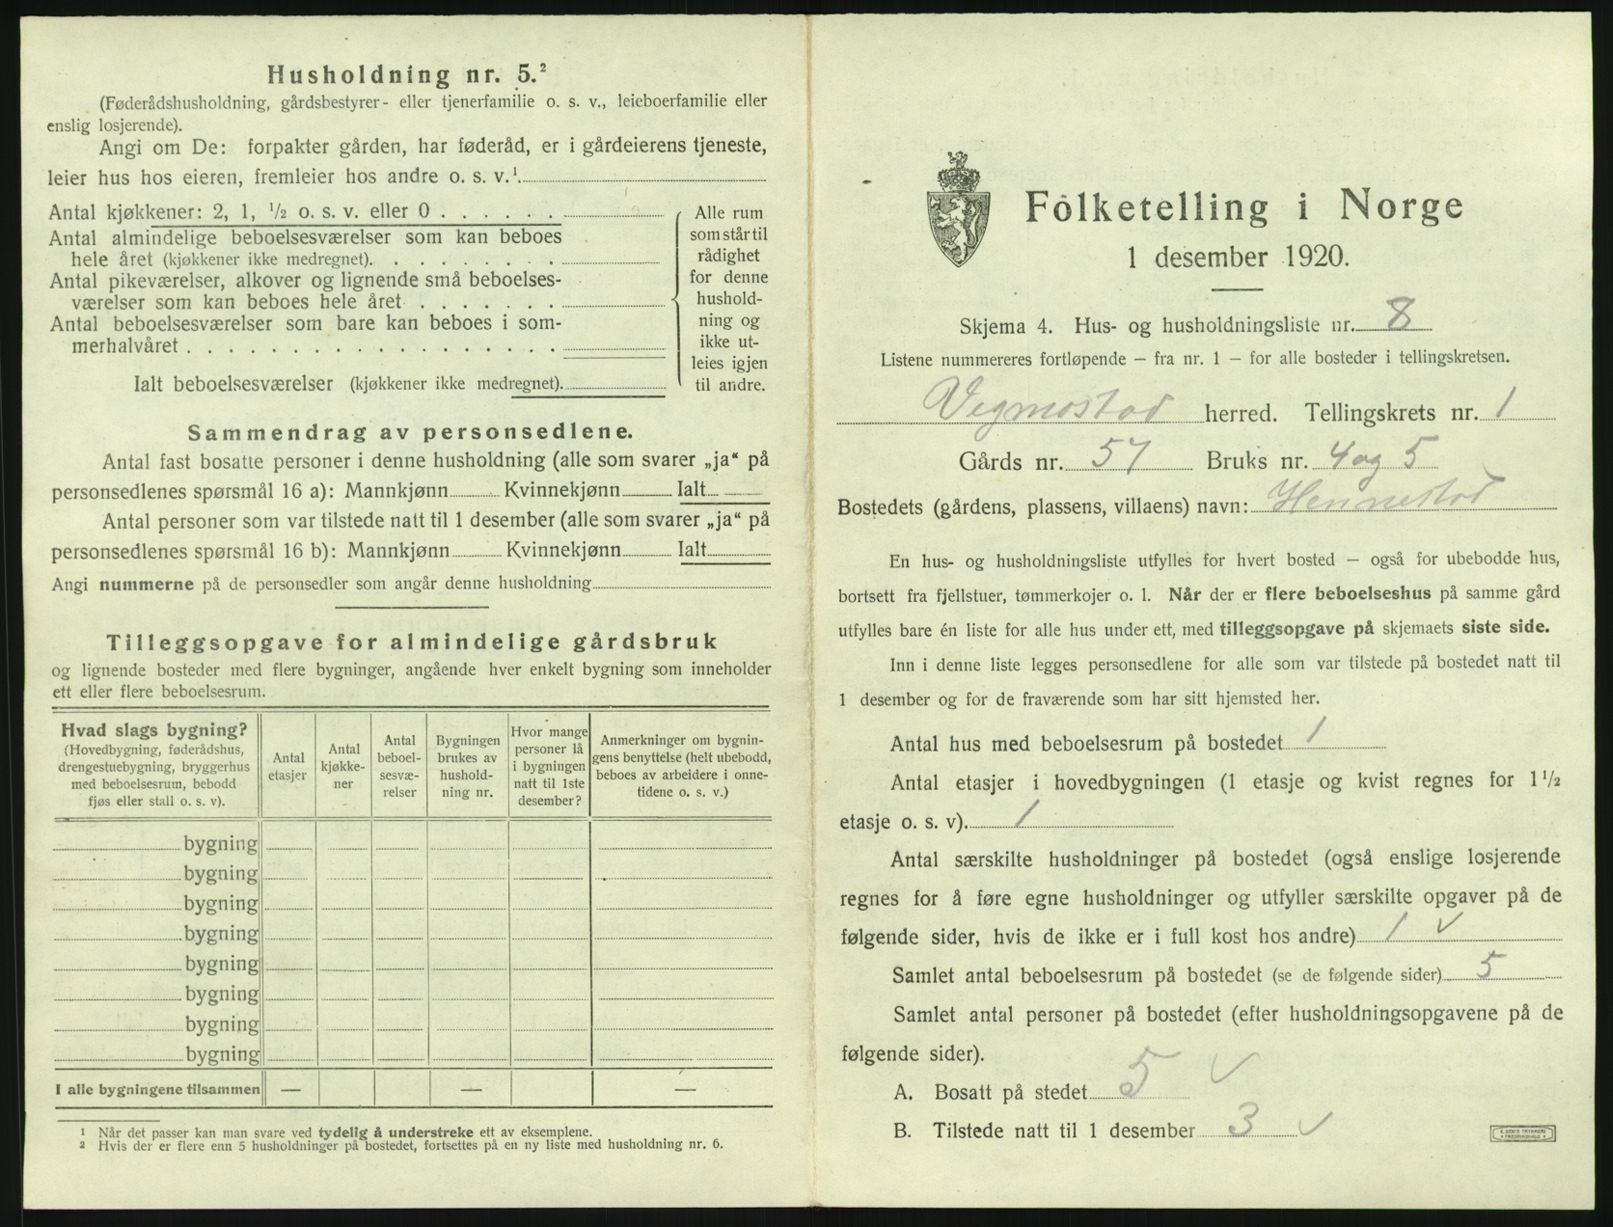 Husholdning nr. 5.²
(Føderådshusholdning, gårdsbestyrer- eller tjenerfamilie o. s. v., leieboerfamilie eller
enslig losjerende).
Angi om De: forpakter gården, har føderåd, er i gårdeierens tjeneste,
leier hus hos eieren, fremleier hos andre o. s. v.¹
Antal kjøkkener: 2, 1, ½ o. s. v. eller 0
Antal almindelige beboelsesværelser som kan beboes
hele året (kjøkkener ikke medregnet).
Antal pikeværelser, alkover og lignende små beboelses-
værelser som kan beboes hele året
Antal beboelsesværelser som bare kan beboes i som-
merhalvåret
Ialt beboelsesværelser (kjøkkener ikke medregnet).
Alle rum
som står til
rådighet
for denne
hushold-
ning og
ikke ut-
leies igjen
til andre.
Sammendrag av personsedlene.
Antal fast bosatte personer i denne husholdning (alle som svarer „ja“ på
personsedlenes spørsmål 16 a): Mannkjønn Kvinnekjønn Ialt
Antal personer som var tilstede natt til 1 desember (alle som svarer „ja“ på
personsedlenes spørsmål 16 b): Mannkjønn Kvinnekjønn Ialt
Angi nummerne på de personsedler som angår denne husholdning
Tilleggsopgave for almindelige gårdsbruk
og lignende bosteder med flere bygninger, angående hver enkelt bygning som inneholder
ett eller flere beboelsesrum.
Hvad slags bygning?
(Hovedbygning, føderådshus,
drengestuebygning, bryggerhus
med beboelsesrum, bebodd
fjøs eller stall o. s. v).
Antal
etasjer
Antal
kjøkke-
ner
Antal
beboel-
sesvæ-
relser
Bygningen
brukes av
hushold-
ning nr.
Hvor mange
personer lå
i bygningen
natt til 1ste
desember?
Anmerkninger om bygnin-
gens benyttelse (helt ubebodd,
beboes av arbeidere i onne-
tidene o. s. v.)
bygning
bygning
bygning
bygning
bygning
bygning
bygning
bygning
I alle bygningene tilsammen — — —
¹ Når det passer kan man svare ved tydelig å understreke ett av eksemplene.
² Hvis der er flere enn 5 husholdninger på bostedet, fortsettes på en ny liste med husholdning nr. 6.
Folketelling i Norge
1 desember 1920.
Skjema 4. Hus- og husholdningsliste nr. 8
Listene nummereres fortløpende — fra nr. 1 — for alle bosteder i tellingskretsen.
Vegmostad herred. Tellingskrets nr. 1
Gårds nr. 57 Bruks nr. 4 og 5
Bostedets (gårdens, plassens, villaens) navn: Hennestad
En hus- og husholdningsliste utfylles for hvert bosted — også for ubebodde hus,
bortsett fra fjellstuer, tømmerkojer o. l. Når der er flere beboelseshus på samme gård
utfylles bare én liste for alle hus under ett, med tilleggsopgave på skjemaets siste side.
Inn i denne liste legges personsedlene for alle som var tilstede på bostedet natt til
1 desember og for de fraværende som har sitt hjemsted her.
Antal hus med beboelsesrum på bostedet 1
Antal etasjer i hovedbygningen (1 etasje og kvist regnes for 1½
etasje o. s. v). 1
Antal særskilte husholdninger på bostedet (også enslige losjerende
regnes for å føre egne husholdninger og utfyller særskilte opgaver på de
følgende sider, hvis de ikke er i full kost hos andre) 1 ✓
Samlet antal beboelsesrum på bostedet (se de følgende sider) 5
Samlet antal personer på bostedet (efter husholdningsopgavene på de
følgende sider).
A. Bosatt på stedet 5 ✓
B. Tilstede natt til 1 desember 3 ✓